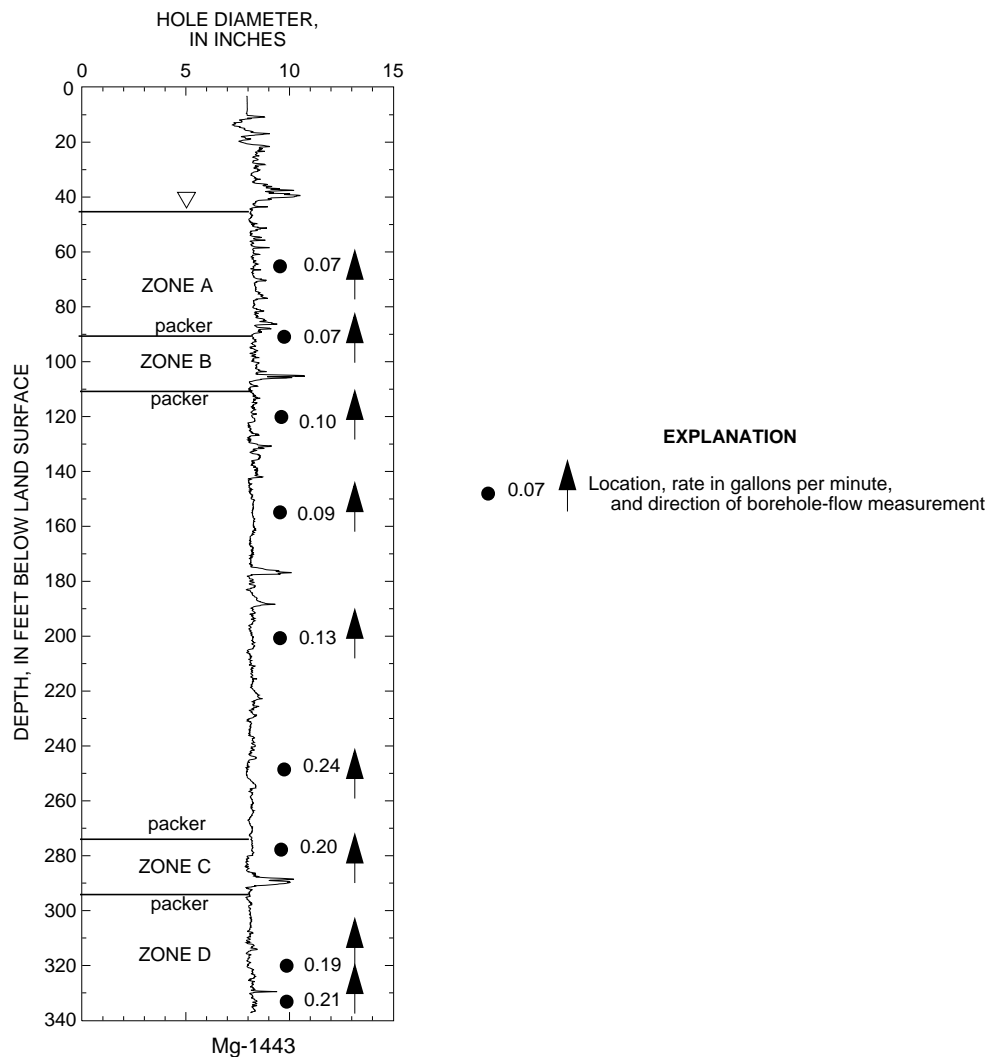 HOLE DIAMETER,
IN INCHES
0 5 10 15
0
20
40
60
80
100
120
140
160
180
200
220
240
260
280
300
320
340
DEPTH, IN FEET BELOW LAND SURFACE
ZONE A
packer
ZONE B
packer
packer
ZONE C
packer
ZONE D
0.07
0.07
0.10
0.09
0.13
0.24
0.20
0.19
0.21
Mg-1443
EXPLANATION
0.07 Location, rate in gallons per minute,
and direction of borehole-flow measurement